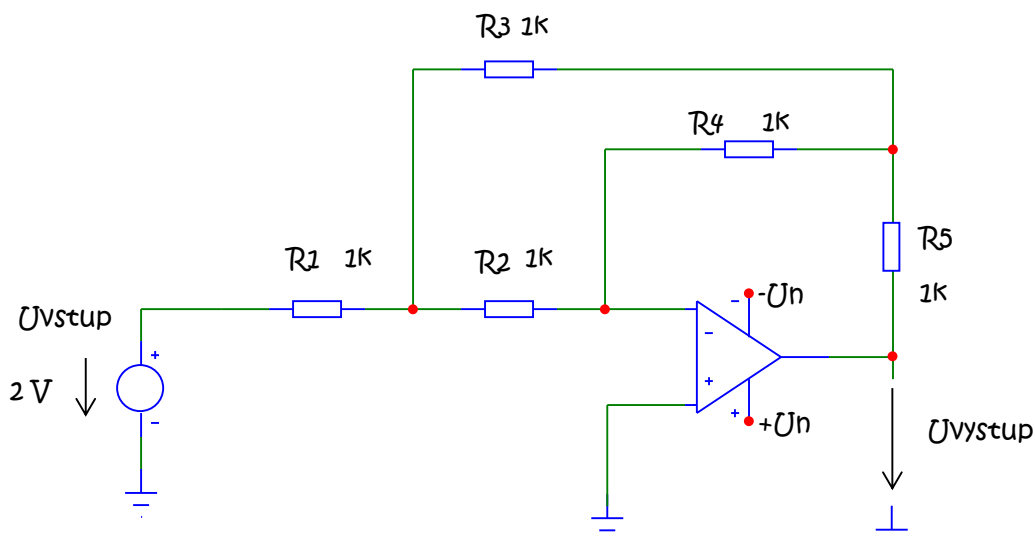 R3 1k
R4 1k
R1 1k
R2 1k
R5
1k
Uvstup
2 V
+
-
-
-Un
-
+
+
+Un
Uvystup